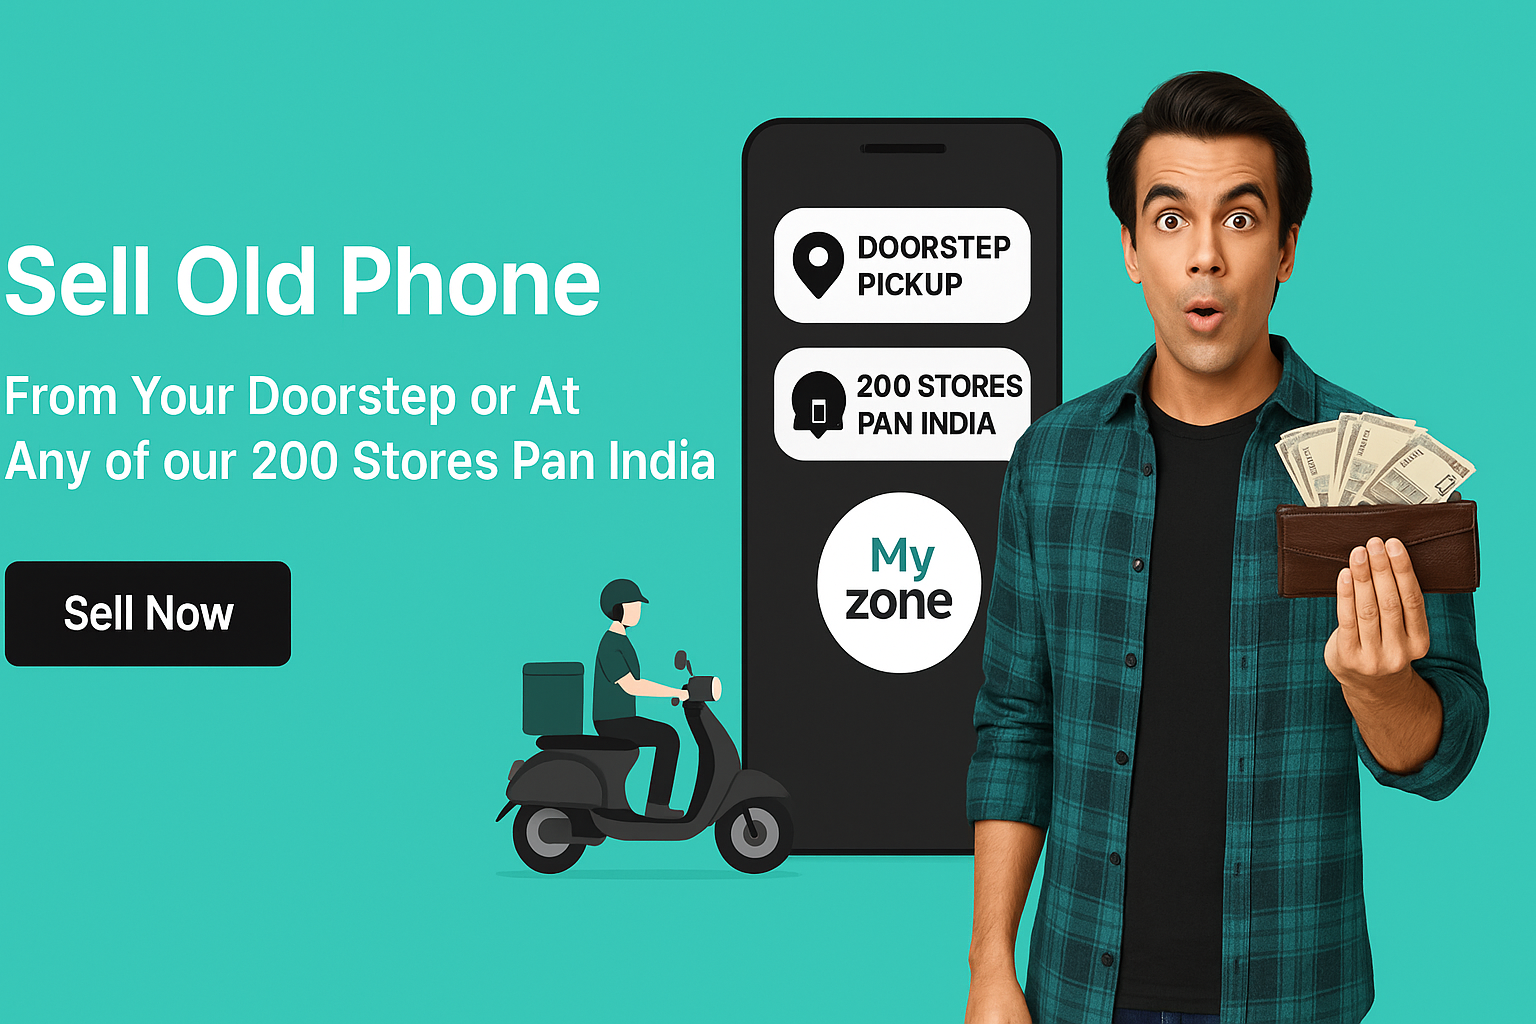 Sell Old Phone
From Your Doorstep or At
Any of our 200 Stores Pan India
Sell Now
DOORSTEP
PICKUP
200 STORES
PAN INDIA
My
zone